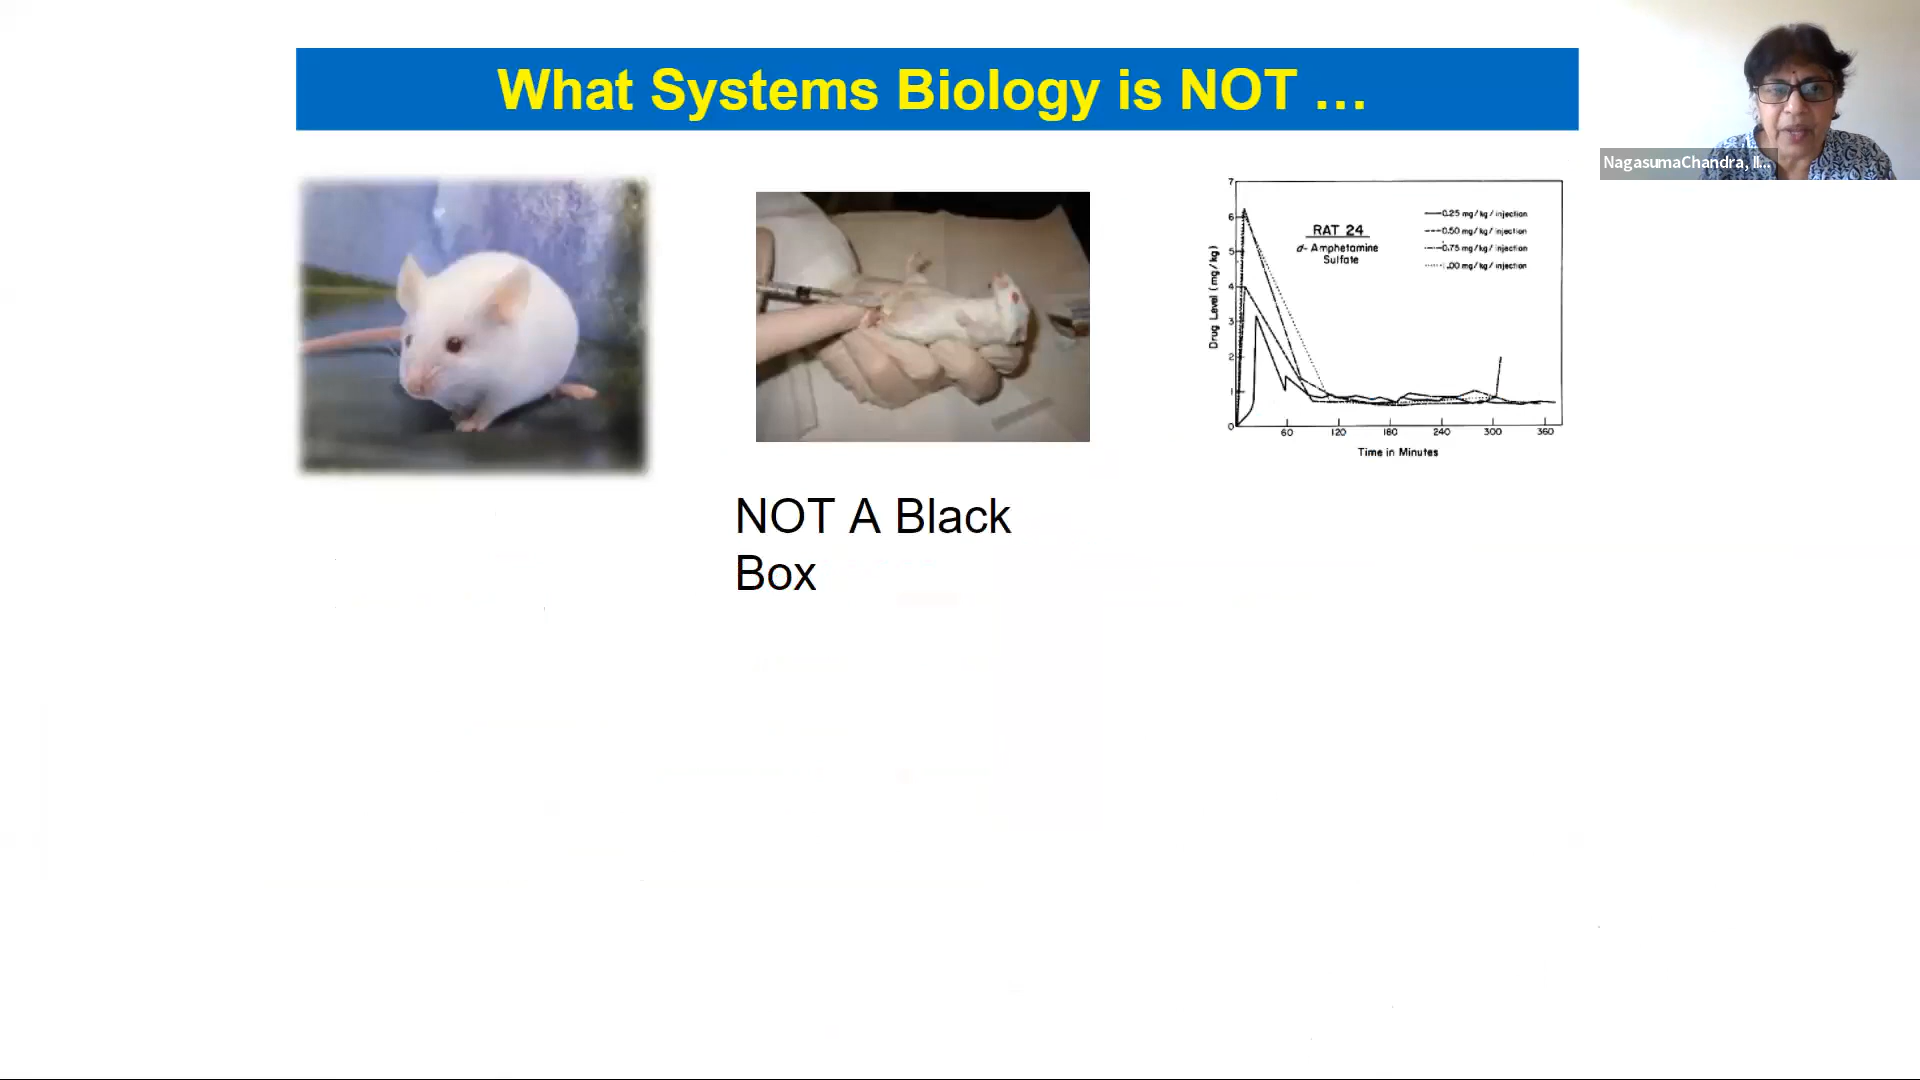 What Systems Biology is NOT ...
NagasumaChandra, II...
RAT 24
d-Amphetamine
Sulfate
0.25 mg/kg/injection
0.50 mg/kg/injection
0.75 mg/kg/injection
1.00 mg/kg/injection
Drug Level (mg/kg)
7
6
5
4
3
2
1
0
60 120 180 240 300 360
Time in Minutes
NOT A Black
Box